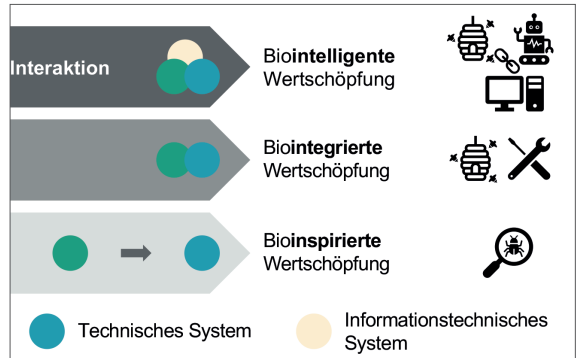 Interaktion
Biointelligente
Wertschöpfung
Biointegrierte
Wertschöpfung
Bioinspirierte
Wertschöpfung
Technisches System
Informationstechnisches
System